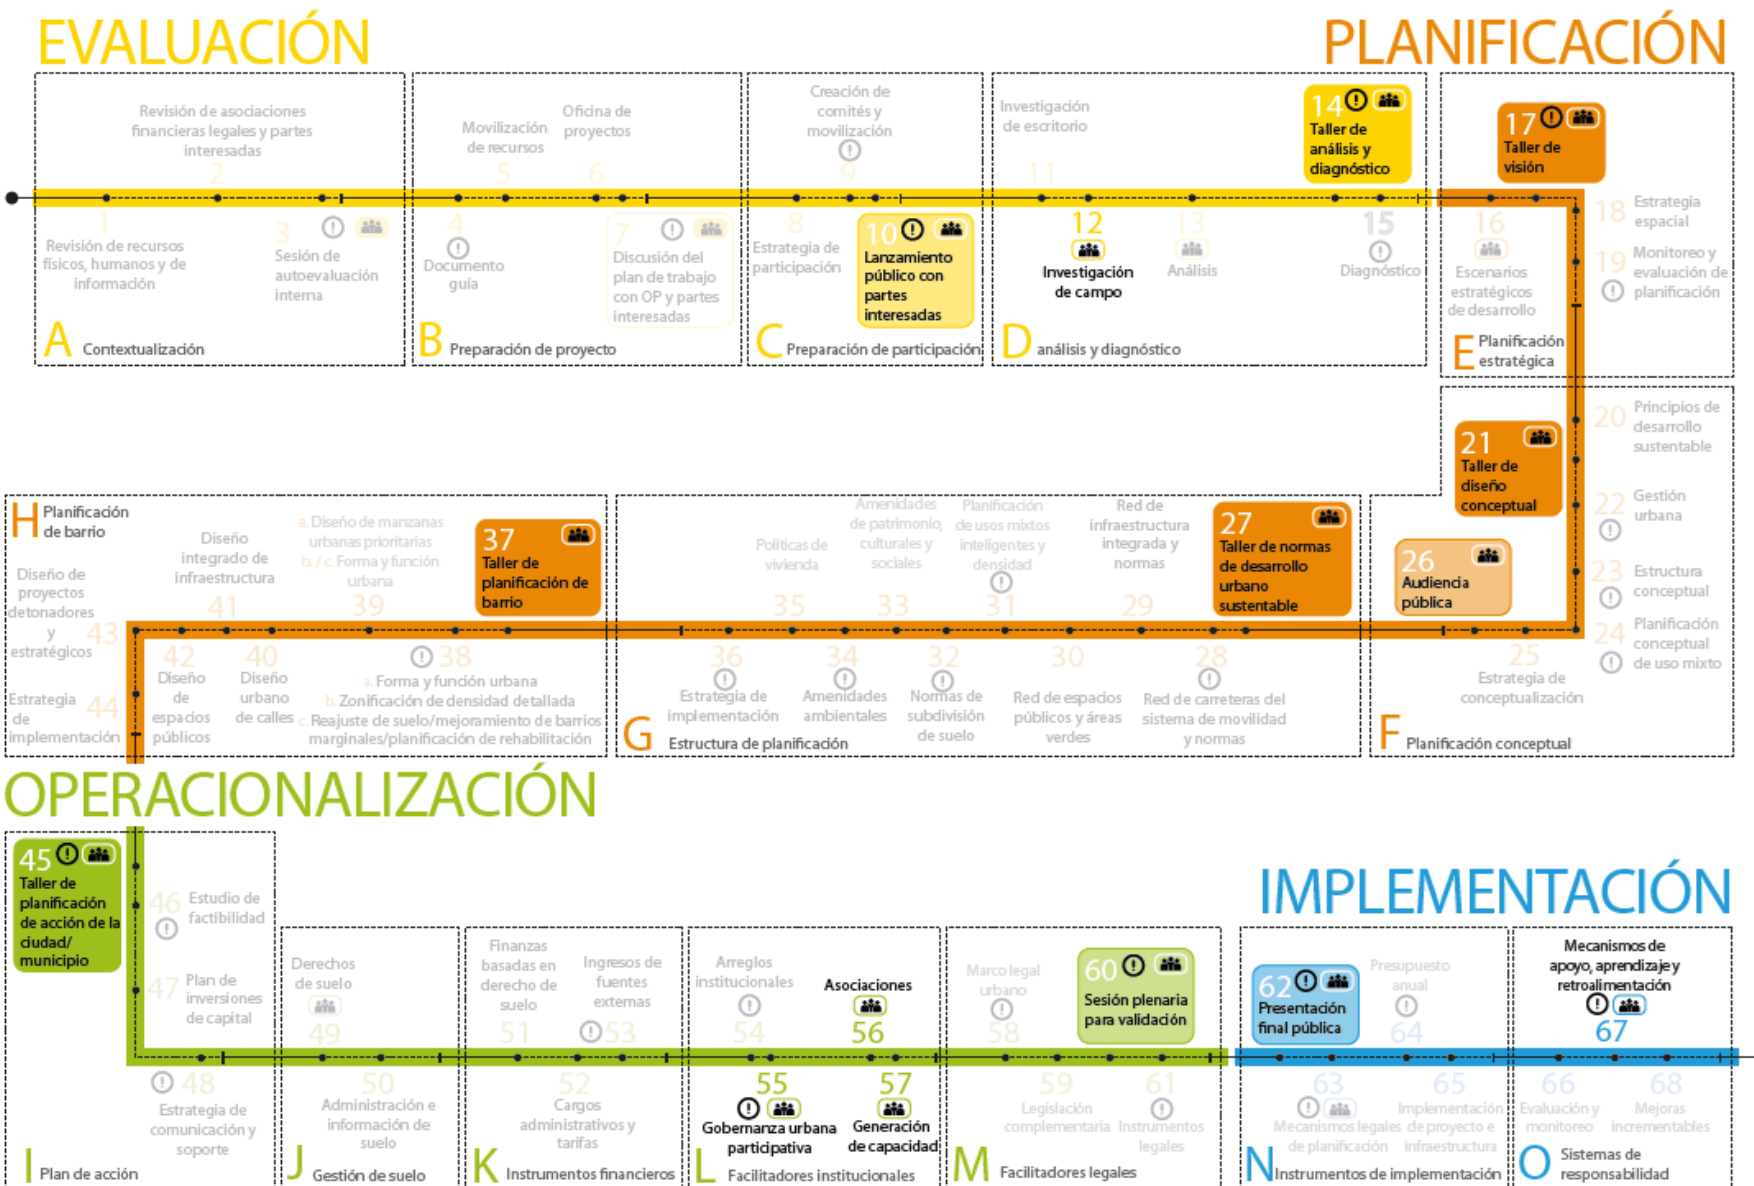 EVALUACIÓN
PLANIFICACIÓN
Revisión de asociaciones
financieras legales y partes
interesadas
2
1
Revisión de recursos
físicos, humanos y de
información
3
Sesión de
autoevaluación
interna
A Contextualización
Movilización
de recursos
5
Oficina de
proyectos
6
4
Documento
guía
7
Discusión del
plan de trabajo
con OP y partes
interesadas
B Preparación de proyecto
Creación de
comités y
movilización
9
8
Estrategia de
participación
10
Lanzamiento
público con
partes
interesadas
C Preparación de participación
Investigación
de escritorio
11
14
Taller de
análisis y
diagnóstico
12
Investigación
de campo
13
Análisis
15
Diagnóstico
D análisis y diagnóstico
17
Taller de
visión
16
Escenarios
estratégicos
de desarrollo
18 Estrategia
espacial
19 Monitoreo y
evaluación de
planificación
E Planificación
estratégica
20 Principios de
desarrollo
sustentable
21
Taller de
diseño
conceptual
22 Gestión
urbana
23 Estructura
conceptual
24 Planificación
conceptual
de uso mixto
26
Audiencia
pública
25
Estrategia de
conceptualización
F Planificación conceptual
Amenidades
de patrimonio,
culturales y
sociales
33
Planificación
de usos mixtos
inteligentes y
densidad
31
Red de
infraestructura
integrada y
normas
29
27
Taller de normas
de desarrollo
urbano
sustentable
Políticas de
vivienda
35
36
Estrategia de
implementación
34
Amenidades
ambientales
32
Normas de
subdivisión
de suelo
30
Red de espacios
públicos y áreas
verdes
28
Red de carreteras del
sistema de movilidad
y normas
G Estructura de planificación
H Planificación
de barrio
Diseño de
proyectos
detonadores
y
estratégicos
43
Diseño
integrado de
infraestructura
41
a. Diseño de manzanas
urbanas prioritarias
b. / c. Forma y función
urbana
39
37
Taller de
planificación de
barrio
Estrategia
de
implementación
44
42
Diseño
de
espacios
públicos
40
Diseño
urbano
de calles
38
a. Forma y función urbana
b. Zonificación de densidad detallada
c. Reajuste de suelo/mejoramiento de barrios
marginales/planificación de rehabilitación
OPERACIONALIZACIÓN
IMPLEMENTACIÓN
45
Taller de
planificación
de acción de la
ciudad/
municipio
46 Estudio de
factibilidad
47 Plan de
inversiones
de capital
48
Estrategia de
comunicación y
soporte
I Plan de acción
Derechos
de suelo
49
50
Administración e
información de
suelo
J Gestión de suelo
Finanzas
basadas en
derecho de
suelo
51
Ingresos de
fuentes
externas
53
52
Cargos
administrativos y
tarifas
K Instrumentos financieros
Arreglos
institucionales
54
Asociaciones
56
55
Gobernanza urbana
participativa
57
Generación
de capacidad
L Facilitadores institucionales
Marco legal
urbano
58
60
Sesión plenaria
para validación
59
Legislación
complementaria
61
Instrumentos
legales
M Facilitadores legales
62
Presentación
final pública
Presupuesto
anual
64
63
Mecanismos legales
de planificación
65
Implementación
de proyecto e
infraestructura
N Instrumentos de implementación
Mecanismos de
apoyo, aprendizaje y
retroalimentación
67
66
Evaluación y
monitoreo
68
Mejoras
incrementables
O Sistemas de
responsabilidad